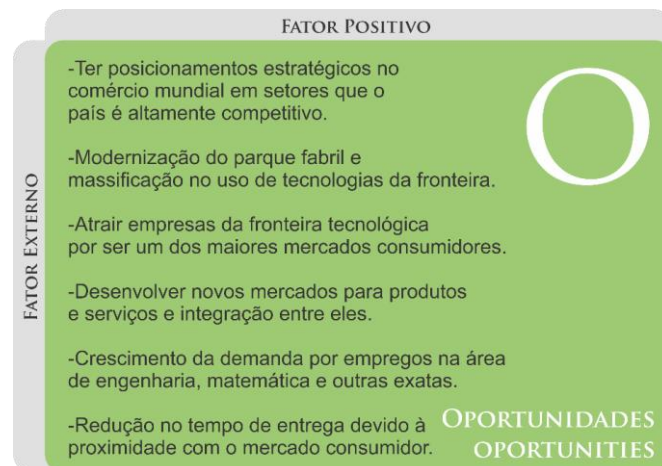 FATOR POSITIVO
FATOR EXTERNO
O
-Ter posicionamentos estratégicos no
comércio mundial em setores que o
país é altamente competitivo.
-Modernização do parque fabril e
massificação no uso de tecnologias da fronteira.
-Atrair empresas da fronteira tecnológica
por ser um dos maiores mercados consumidores.
-Desenvolver novos mercados para produtos
e serviços e integração entre eles.
-Crescimento da demanda por empregos na área
de engenharia, matemática e outras exatas.
-Redução no tempo de entrega devido à
proximidade com o mercado consumidor.
OPORTUNIDADES
OPORTUNITIES